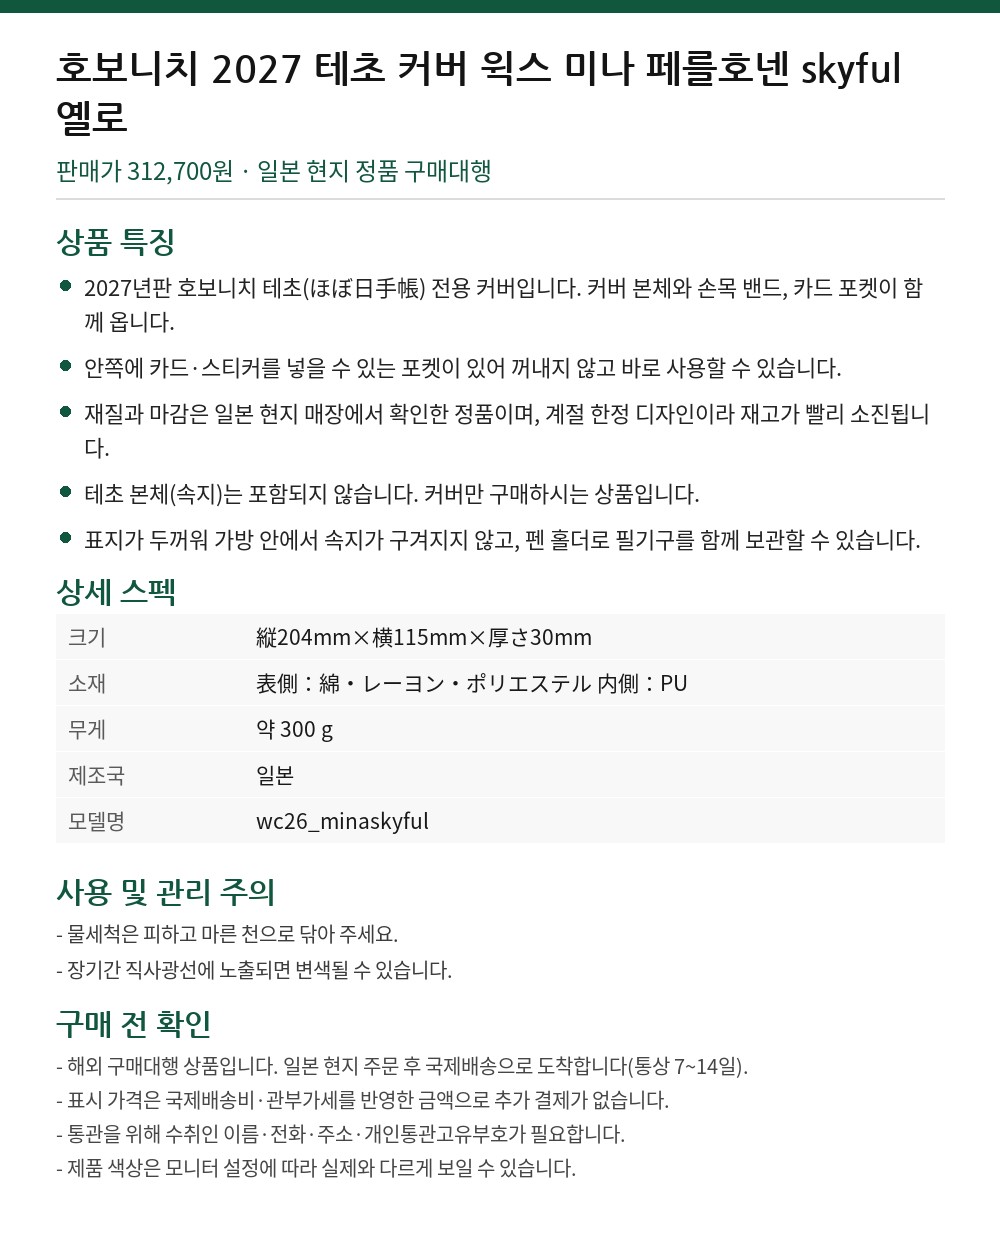 호보니치 2027 테초 커버 윅스 미나 페를호넨 skyful
옐로
판매가 312,700원 · 일본 현지 정품 구매대행
상품 특징
● 2027년판 호보니치 테초(ほぼ日手帳) 전용 커버입니다. 커버 본체와 손목 밴드, 카드 포켓이 함
께 옵니다.
● 안쪽에 카드·스티커를 넣을 수 있는 포켓이 있어 꺼내지 않고 바로 사용할 수 있습니다.
● 재질과 마감은 일본 현지 매장에서 확인한 정품이며, 계절 한정 디자인이라 재고가 빨리 소진됩니
다.
● 테초 본체(속지)는 포함되지 않습니다. 커버만 구매하시는 상품입니다.
● 표지가 두꺼워 가방 안에서 속지가 구겨지지 않고, 펜 홀더로 필기구를 함께 보관할 수 있습니다.
상세 스펙
크기 縦204mm×横115mm×厚さ30mm
소재 表側：綿・レーヨン・ポリエステル 内側：PU
무게 약 300 g
제조국 일본
모델명 wc26_minaskyful
사용 및 관리 주의
- 물세척은 피하고 마른 천으로 닦아 주세요.
- 장기간 직사광선에 노출되면 변색될 수 있습니다.
구매 전 확인
- 해외 구매대행 상품입니다. 일본 현지 주문 후 국제배송으로 도착합니다(통상 7~14일).
- 표시 가격은 국제배송비·관부가세를 반영한 금액으로 추가 결제가 없습니다.
- 통관을 위해 수취인 이름·전화·주소·개인통관고유부호가 필요합니다.
- 제품 색상은 모니터 설정에 따라 실제와 다르게 보일 수 있습니다.